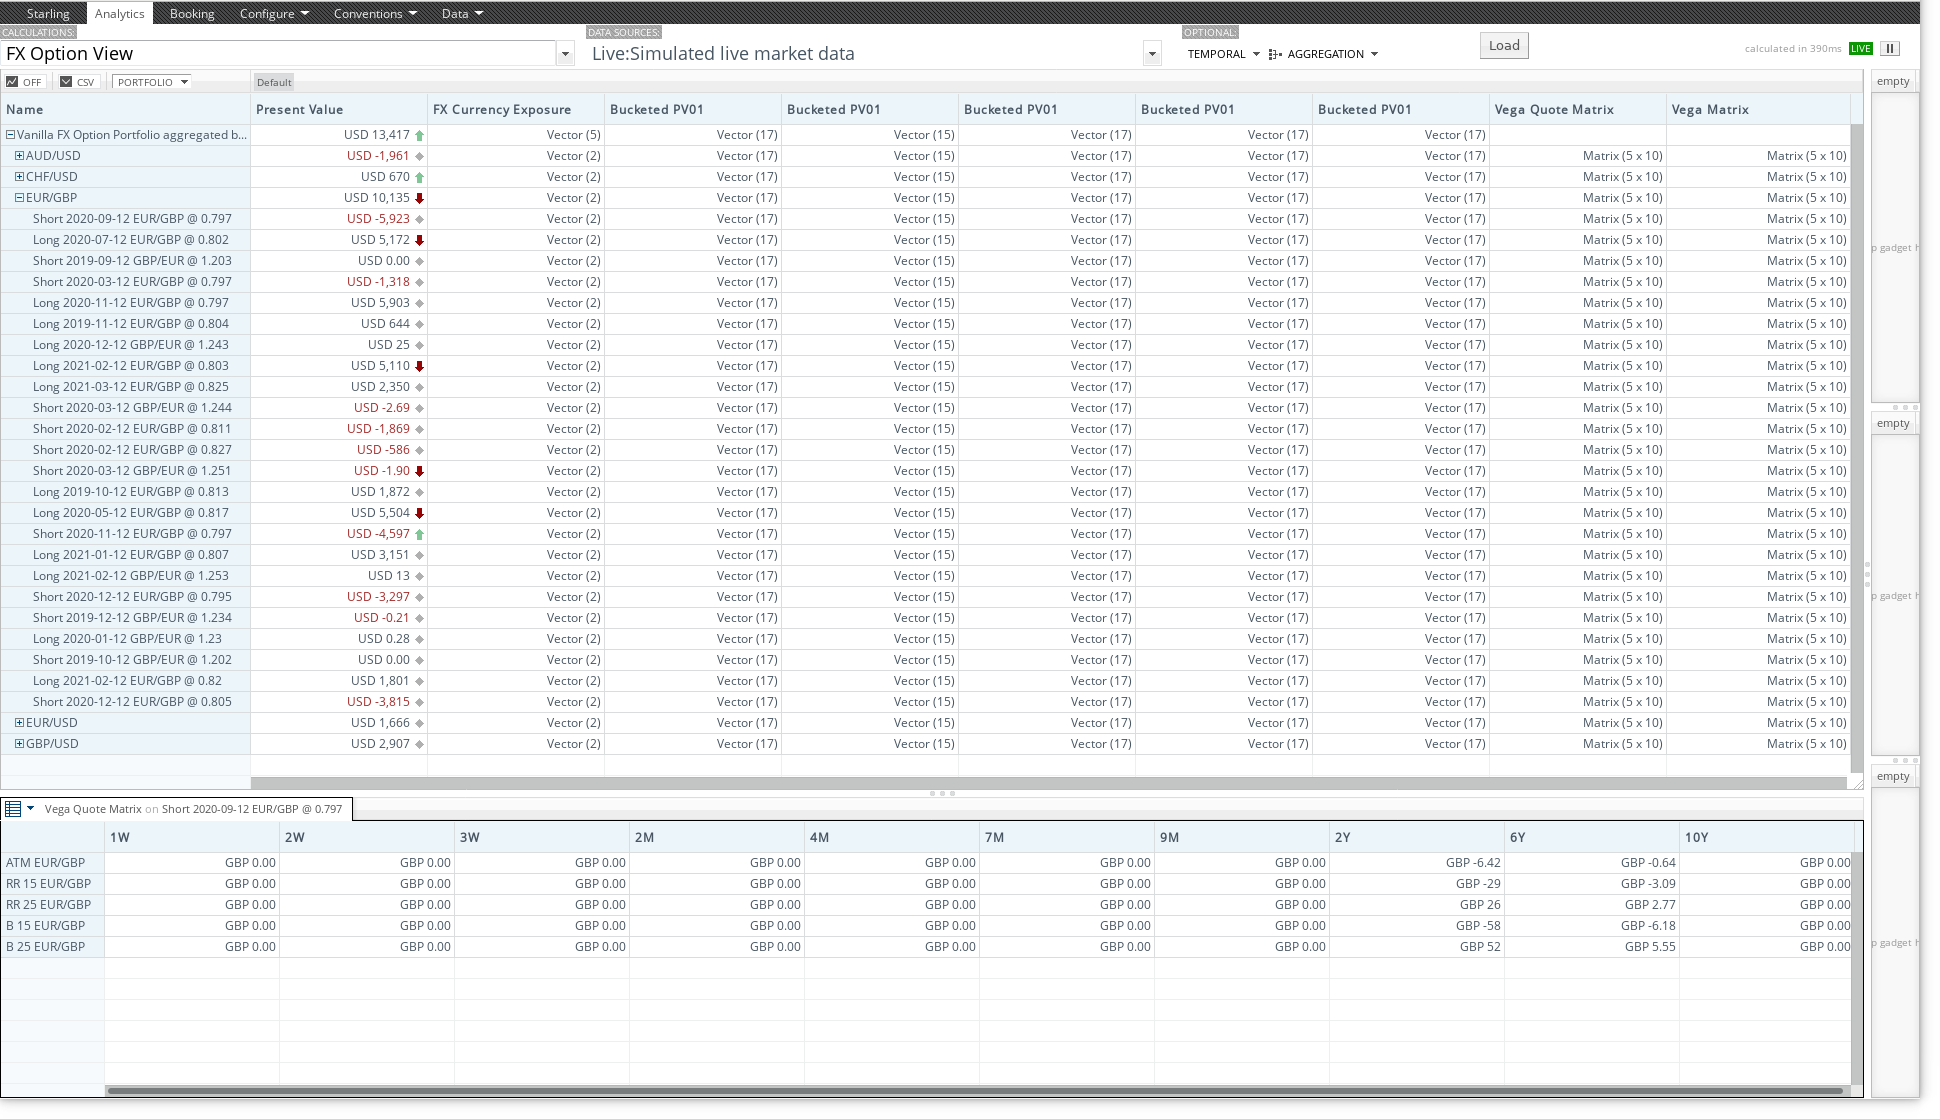 Starling Analytics Booking Configure Conventions Data
CALCULATIONS: DATA SOURCES: OPTIONAL:
FX Option View Live:Simulated live market data TEMPORAL AGGREGATION Load calculated in 390ms LIVE
OFF CSV PORTFOLIO Default empty
Name Present Value FX Currency Exposure Bucketed PV01 Bucketed PV01 Bucketed PV01 Bucketed PV01 Bucketed PV01 Vega Quote Matrix Vega Matrix
Vanilla FX Option Portfolio aggregated b... USD 13,417 Vector (5) Vector (17) Vector (15) Vector (17) Vector (17) Vector (17)
AUD/USD USD -1,961 Vector (2) Vector (17) Vector (15) Vector (17) Vector (17) Vector (17) Matrix (5 x 10) Matrix (5 x 10)
CHF/USD USD 670 Vector (2) Vector (17) Vector (15) Vector (17) Vector (17) Vector (17) Matrix (5 x 10) Matrix (5 x 10)
EUR/GBP USD 10,135 Vector (2) Vector (17) Vector (15) Vector (17) Vector (17) Vector (17) Matrix (5 x 10) Matrix (5 x 10)
Short 2020-09-12 EUR/GBP @ 0.797 USD -5,923 Vector (2) Vector (17) Vector (15) Vector (17) Vector (17) Vector (17) Matrix (5 x 10) Matrix (5 x 10)
Long 2020-07-12 EUR/GBP @ 0.802 USD 5,172 Vector (2) Vector (17) Vector (15) Vector (17) Vector (17) Vector (17) Matrix (5 x 10) Matrix (5 x 10)
p gadget h
Short 2019-09-12 GBP/EUR @ 1.203 USD 0.00 Vector (2) Vector (17) Vector (15) Vector (17) Vector (17) Vector (17) Matrix (5 x 10) Matrix (5 x 10)
Short 2020-03-12 EUR/GBP @ 0.797 USD -1,318 Vector (2) Vector (17) Vector (15) Vector (17) Vector (17) Vector (17) Matrix (5 x 10) Matrix (5 x 10)
Long 2020-11-12 EUR/GBP @ 0.797 USD 5,903 Vector (2) Vector (17) Vector (15) Vector (17) Vector (17) Vector (17) Matrix (5 x 10) Matrix (5 x 10)
Long 2019-11-12 EUR/GBP @ 0.804 USD 644 Vector (2) Vector (17) Vector (15) Vector (17) Vector (17) Vector (17) Matrix (5 x 10) Matrix (5 x 10)
Long 2020-12-12 GBP/EUR @ 1.243 USD 25 Vector (2) Vector (17) Vector (15) Vector (17) Vector (17) Vector (17) Matrix (5 x 10) Matrix (5 x 10)
Long 2021-02-12 EUR/GBP @ 0.803 USD 5,110 Vector (2) Vector (17) Vector (15) Vector (17) Vector (17) Vector (17) Matrix (5 x 10) Matrix (5 x 10)
Long 2021-03-12 EUR/GBP @ 0.825 USD 2,350 Vector (2) Vector (17) Vector (15) Vector (17) Vector (17) Vector (17) Matrix (5 x 10) Matrix (5 x 10)
Short 2020-03-12 GBP/EUR @ 1.244 USD -2.69 Vector (2) Vector (17) Vector (15) Vector (17) Vector (17) Vector (17) Matrix (5 x 10) Matrix (5 x 10)
Short 2020-02-12 EUR/GBP @ 0.811 USD -1,869 Vector (2) Vector (17) Vector (15) Vector (17) Vector (17) Vector (17) Matrix (5 x 10) Matrix (5 x 10)
empty
Short 2020-02-12 EUR/GBP @ 0.827 USD -586 Vector (2) Vector (17) Vector (15) Vector (17) Vector (17) Vector (17) Matrix (5 x 10) Matrix (5 x 10)
Short 2020-03-12 GBP/EUR @ 1.251 USD -1.90 Vector (2) Vector (17) Vector (15) Vector (17) Vector (17) Vector (17) Matrix (5 x 10) Matrix (5 x 10)
Long 2019-10-12 EUR/GBP @ 0.813 USD 1,872 Vector (2) Vector (17) Vector (15) Vector (17) Vector (17) Vector (17) Matrix (5 x 10) Matrix (5 x 10)
Long 2020-05-12 EUR/GBP @ 0.817 USD 5,504 Vector (2) Vector (17) Vector (15) Vector (17) Vector (17) Vector (17) Matrix (5 x 10) Matrix (5 x 10)
Short 2020-11-12 EUR/GBP @ 0.797 USD -4,597 Vector (2) Vector (17) Vector (15) Vector (17) Vector (17) Vector (17) Matrix (5 x 10) Matrix (5 x 10)
Long 2021-01-12 EUR/GBP @ 0.807 USD 3,151 Vector (2) Vector (17) Vector (15) Vector (17) Vector (17) Vector (17) Matrix (5 x 10) Matrix (5 x 10)
Long 2021-02-12 GBP/EUR @ 1.253 USD 13 Vector (2) Vector (17) Vector (15) Vector (17) Vector (17) Vector (17) Matrix (5 x 10) Matrix (5 x 10)
Short 2020-12-12 EUR/GBP @ 0.795 USD -3,297 Vector (2) Vector (17) Vector (15) Vector (17) Vector (17) Vector (17) Matrix (5 x 10) Matrix (5 x 10)
p gadget h
Short 2019-12-12 GBP/EUR @ 1.234 USD -0.21 Vector (2) Vector (17) Vector (15) Vector (17) Vector (17) Vector (17) Matrix (5 x 10) Matrix (5 x 10)
Long 2020-01-12 GBP/EUR @ 1.23 USD 0.28 Vector (2) Vector (17) Vector (15) Vector (17) Vector (17) Vector (17) Matrix (5 x 10) Matrix (5 x 10)
Short 2019-10-12 GBP/EUR @ 1.202 USD 0.00 Vector (2) Vector (17) Vector (15) Vector (17) Vector (17) Vector (17) Matrix (5 x 10) Matrix (5 x 10)
Long 2021-02-12 EUR/GBP @ 0.82 USD 1,801 Vector (2) Vector (17) Vector (15) Vector (17) Vector (17) Vector (17) Matrix (5 x 10) Matrix (5 x 10)
Short 2020-12-12 EUR/GBP @ 0.805 USD -3,815 Vector (2) Vector (17) Vector (15) Vector (17) Vector (17) Vector (17) Matrix (5 x 10) Matrix (5 x 10)
EUR/USD USD 1,666 Vector (2) Vector (17) Vector (15) Vector (17) Vector (17) Vector (17) Matrix (5 x 10) Matrix (5 x 10)
GBP/USD USD 2,907 Vector (2) Vector (17) Vector (15) Vector (17) Vector (17) Vector (17) Matrix (5 x 10) Matrix (5 x 10)
empty
Vega Quote Matrix on Short 2020-09-12 EUR/GBP @ 0.797
1W 2W 3W 2M 4M 7M 9M 2Y 6Y 10Y
ATM EUR/GBP GBP 0.00 GBP 0.00 GBP 0.00 GBP 0.00 GBP 0.00 GBP 0.00 GBP 0.00 GBP -6.42 GBP -0.64 GBP 0.00
RR 15 EUR/GBP GBP 0.00 GBP 0.00 GBP 0.00 GBP 0.00 GBP 0.00 GBP 0.00 GBP 0.00 GBP -29 GBP -3.09 GBP 0.00
RR 25 EUR/GBP GBP 0.00 GBP 0.00 GBP 0.00 GBP 0.00 GBP 0.00 GBP 0.00 GBP 0.00 GBP 26 GBP 2.77 GBP 0.00
B 15 EUR/GBP GBP 0.00 GBP 0.00 GBP 0.00 GBP 0.00 GBP 0.00 GBP 0.00 GBP 0.00 GBP -58 GBP -6.18 GBP 0.00
B 25 EUR/GBP GBP 0.00 GBP 0.00 GBP 0.00 GBP 0.00 GBP 0.00 GBP 0.00 GBP 0.00 GBP 52 GBP 5.55 GBP 0.00
p gadget h